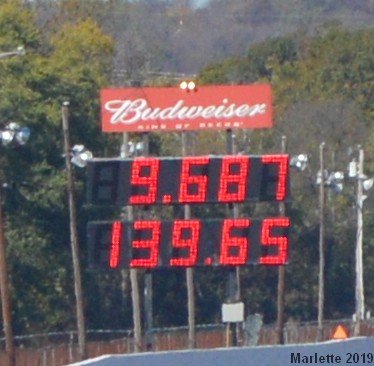 Budweiser
KING OF BEERS
9.687
139.65
Marlette 2019